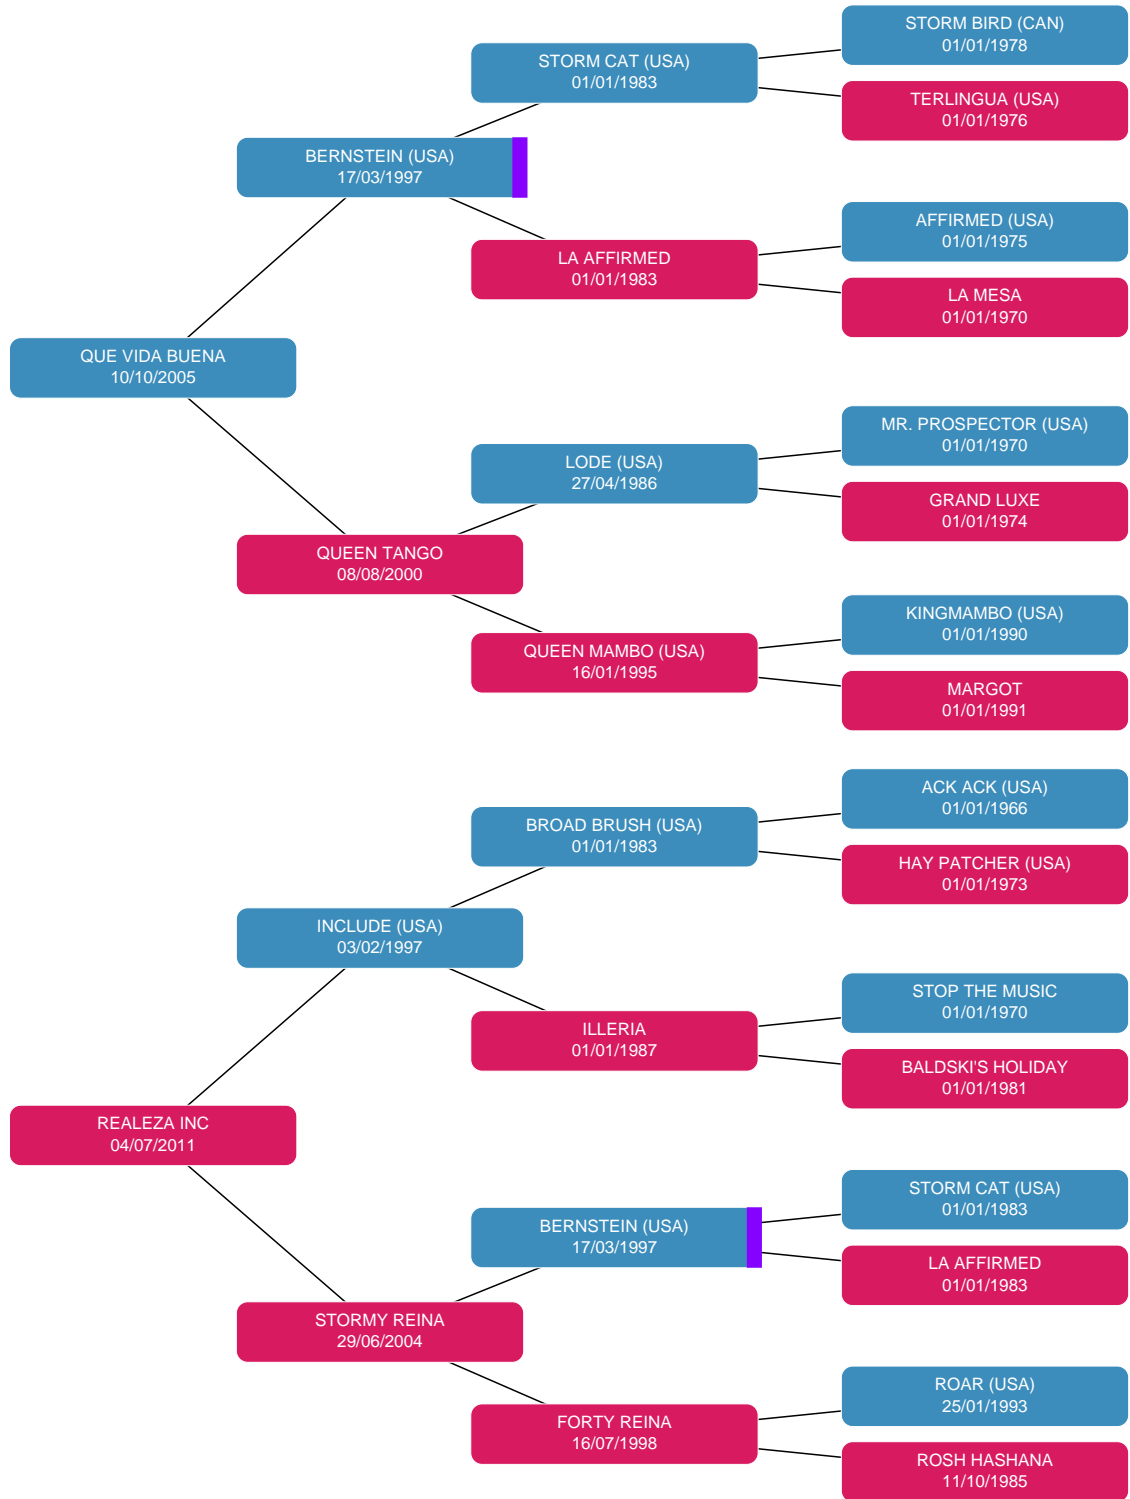 STORM BIRD (CAN)
01/01/1978
STORM CAT (USA)
01/01/1983
TERLINGUA (USA)
01/01/1976
BERNSTEIN (USA)
17/03/1997
AFFIRMED (USA)
01/01/1975
LA AFFIRMED
01/01/1983
LA MESA
01/01/1970
QUE VIDA BUENA
10/10/2005
MR. PROSPECTOR (USA)
01/01/1970
LODE (USA)
27/04/1986
GRAND LUXE
01/01/1974
QUEEN TANGO
08/08/2000
KINGMAMBO (USA)
01/01/1990
QUEEN MAMBO (USA)
16/01/1995
MARGOT
01/01/1991
ACK ACK (USA)
01/01/1966
BROAD BRUSH (USA)
01/01/1983
HAY PATCHER (USA)
01/01/1973
INCLUDE (USA)
03/02/1997
STOP THE MUSIC
01/01/1970
ILLERIA
01/01/1987
BALDSKI'S HOLIDAY
01/01/1981
REALEZA INC
04/07/2011
STORM CAT (USA)
01/01/1983
BERNSTEIN (USA)
17/03/1997
LA AFFIRMED
01/01/1983
STORMY REINA
29/06/2004
ROAR (USA)
25/01/1993
FORTY REINA
16/07/1998
ROSH HASHANA
11/10/1985